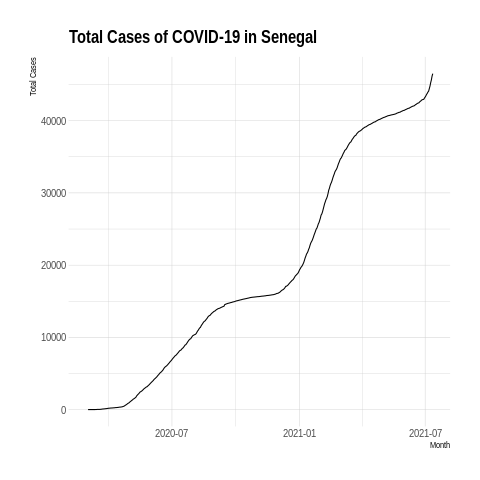 Total Cases of COVID-19 in Senegal
Total Cases
40000
30000
20000
10000
0
2020-07
2021-01
2021-07
Month